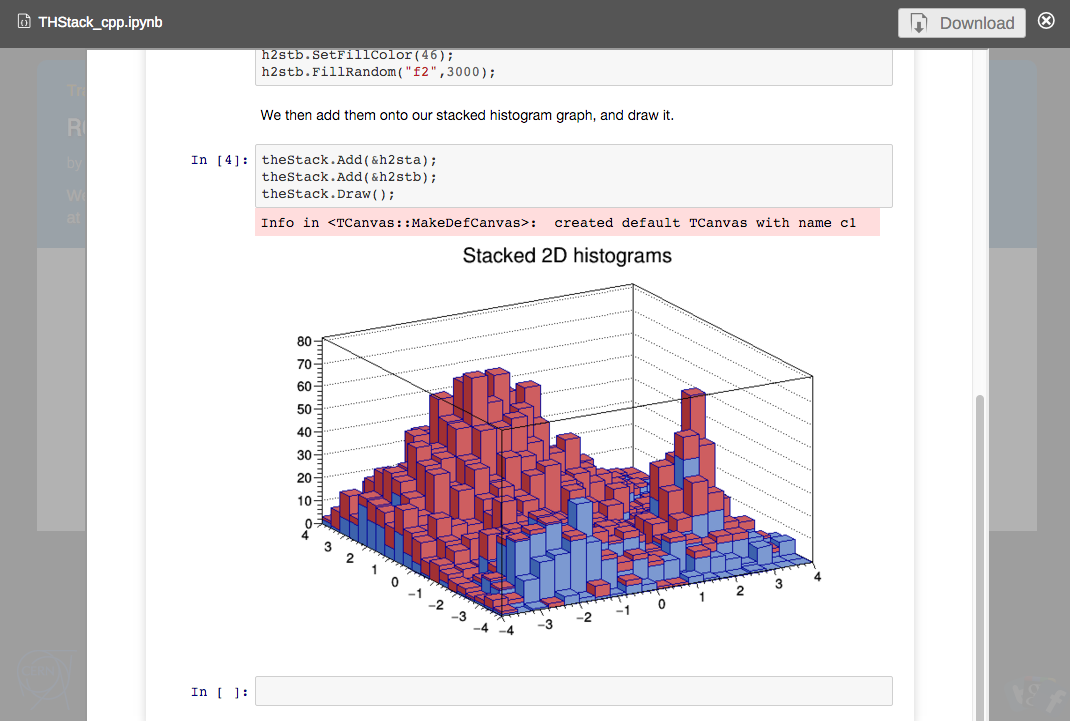 THStack_cpp.ipynb
Download
h2stb.SetFillColor(46);
h2stb.FillRandom("f2",3000);
We then add them onto our stacked histogram graph, and draw it.
In [4]:
theStack.Add(&h2sta);
theStack.Add(&h2stb);
theStack.Draw();
Info in <TCanvas::MakeDefCanvas>:  created default TCanvas with name c1
Stacked 2D histograms
80
70
60
50
40
30
20
10
0
4
3
2
1
0
−1
−2
−3
−4
−4
−3
−2
−1
0
1
2
3
4
In [ ]:
by
We
at